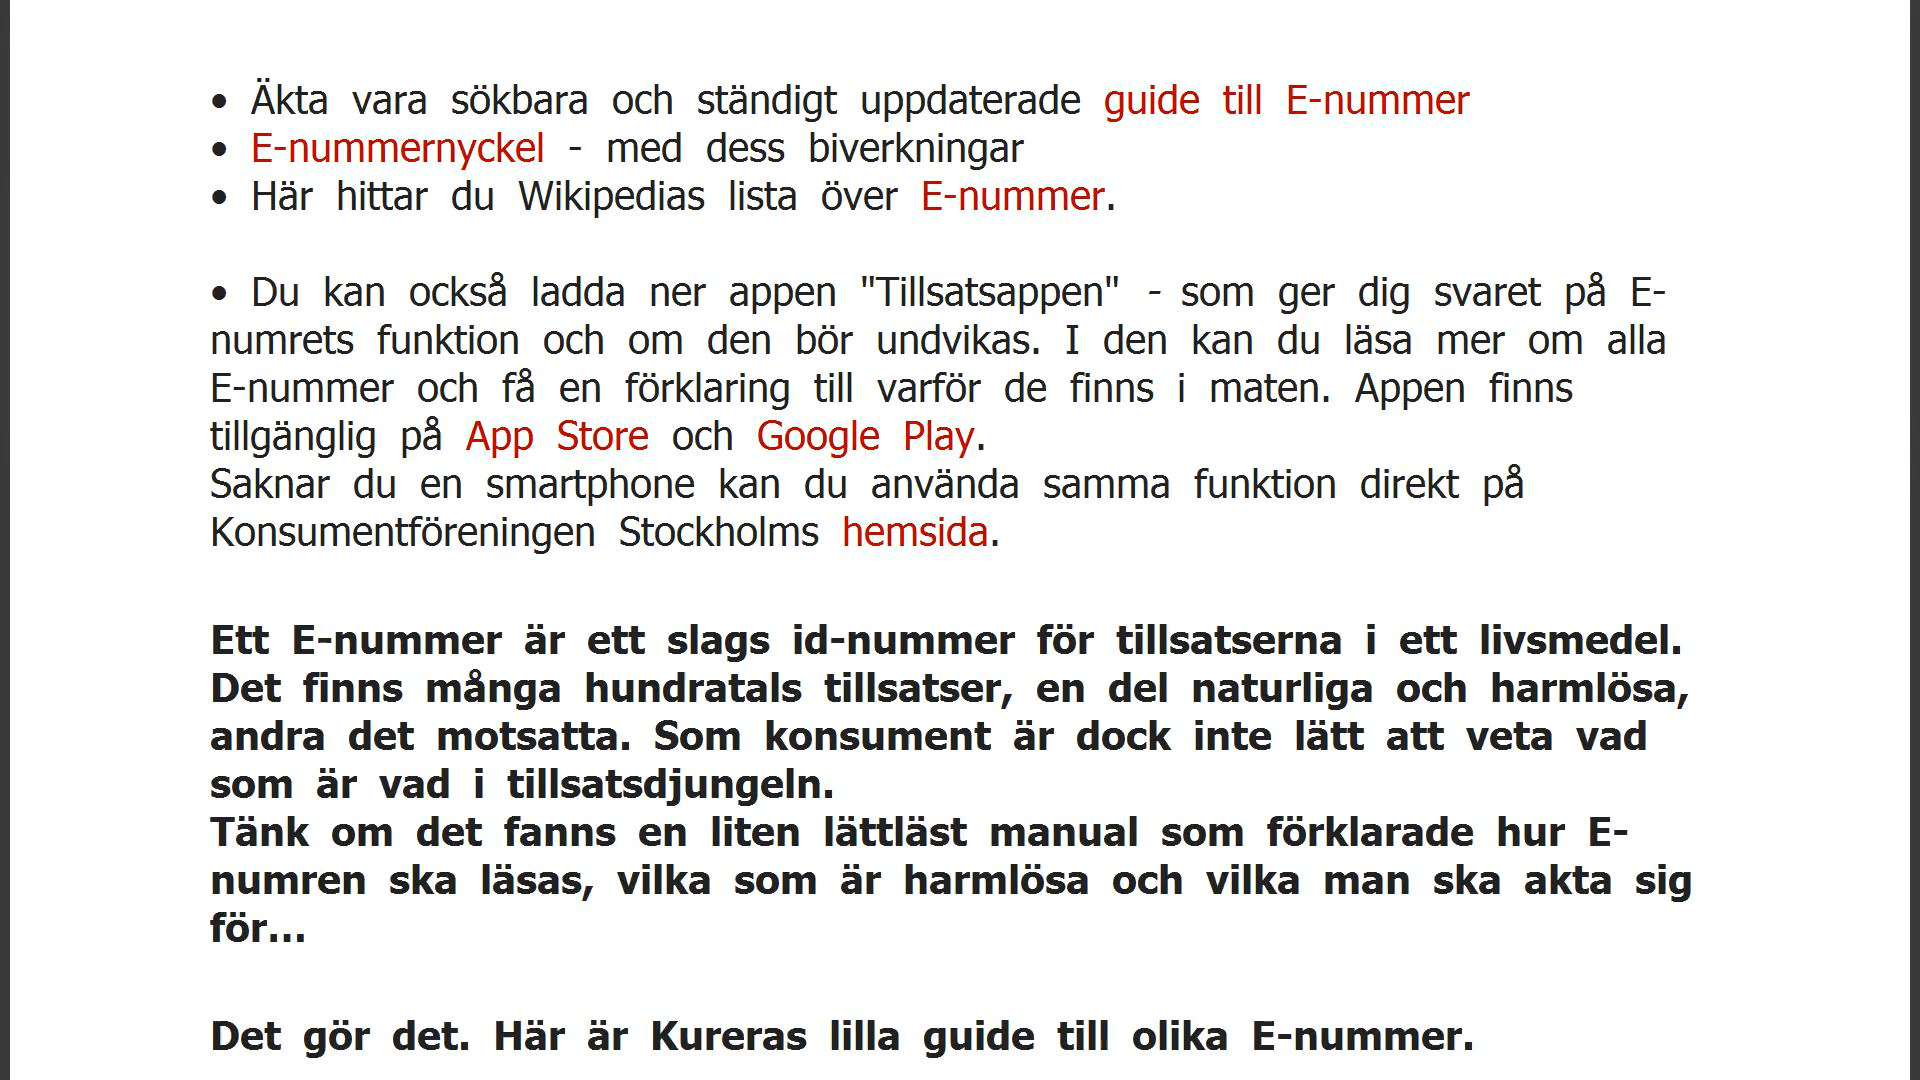 • Äkta vara sökbara och ständigt uppdaterade guide till E-nummer
• E-nummernyckel - med dess biverkningar
• Här hittar du Wikipedias lista över E-nummer.
• Du kan också ladda ner appen "Tillsatsappen" - som ger dig svaret på E-
numrets funktion och om den bör undvikas. I den kan du läsa mer om alla
E-nummer och få en förklaring till varför de finns i maten. Appen finns
tillgänglig på App Store och Google Play.
Saknar du en smartphone kan du använda samma funktion direkt på
Konsumentföreningen Stockholms hemsida.
Ett E-nummer är ett slags id-nummer för tillsatserna i ett livsmedel.
Det finns många hundratals tillsatser, en del naturliga och harmlösa,
andra det motsatta. Som konsument är dock inte lätt att veta vad
som är vad i tillsatsdjungeln.
Tänk om det fanns en liten lättläst manual som förklarade hur E-
numren ska läsas, vilka som är harmlösa och vilka man ska akta sig
för...
Det gör det. Här är Kureras lilla guide till olika E-nummer.